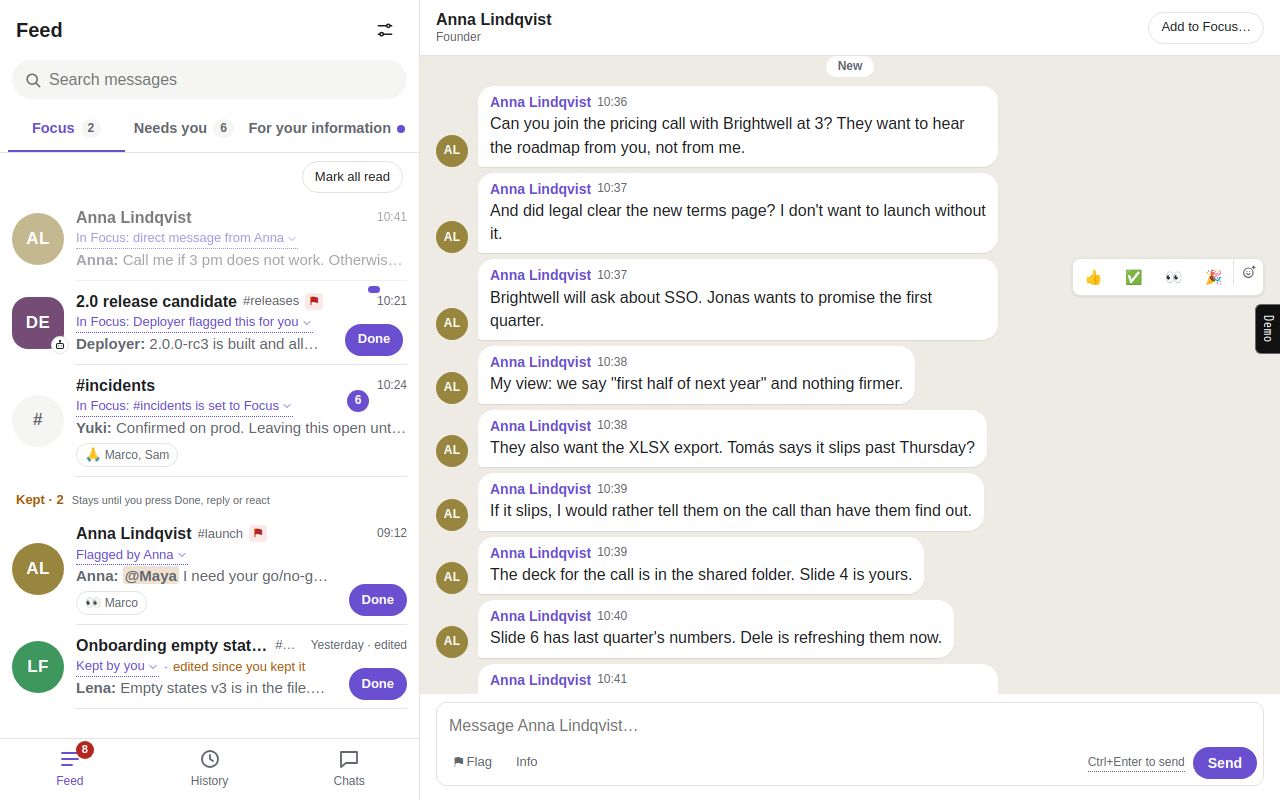 Feed
Search messages
Focus 2 Needs you 6 For your information
Mark all read
AL
Anna Lindqvist 10:41
In Focus: direct message from Anna
Anna: Call me if 3 pm does not work. Otherwis…
DE
2.0 release candidate #releases 10:21
In Focus: Deployer flagged this for you
Deployer: 2.0.0-rc3 is built and all…
Done
#
#incidents 10:24
In Focus: #incidents is set to Focus 6
Yuki: Confirmed on prod. Leaving this open unt…
🙏 Marco, Sam
Kept · 2 Stays until you press Done, reply or react
AL
Anna Lindqvist #launch 09:12
Flagged by Anna
Anna: @Maya I need your go/no-g…
👀 Marco
Done
LF
Onboarding empty stat… #… Yesterday · edited
Kept by you · edited since you kept it
Lena: Empty states v3 is in the file.…
Done
8
Feed History Chats
Anna Lindqvist
Founder
Add to Focus…
New
Anna Lindqvist 10:36
Can you join the pricing call with Brightwell at 3? They want to hear
the roadmap from you, not from me.
AL
Anna Lindqvist 10:37
And did legal clear the new terms page? I don't want to launch without
it.
AL
Anna Lindqvist 10:37
Brightwell will ask about SSO. Jonas wants to promise the first
quarter.
AL
👍 ✅ 👀 🎉
Demo
Anna Lindqvist 10:38
My view: we say "first half of next year" and nothing firmer.
AL
Anna Lindqvist 10:38
They also want the XLSX export. Tomás says it slips past Thursday?
AL
Anna Lindqvist 10:39
If it slips, I would rather tell them on the call than have them find out.
AL
Anna Lindqvist 10:39
The deck for the call is in the shared folder. Slide 4 is yours.
AL
Anna Lindqvist 10:40
Slide 6 has last quarter's numbers. Dele is refreshing them now.
AL
Anna Lindqvist 10:41
Message Anna Lindqvist…
Flag Info
Ctrl+Enter to send Send